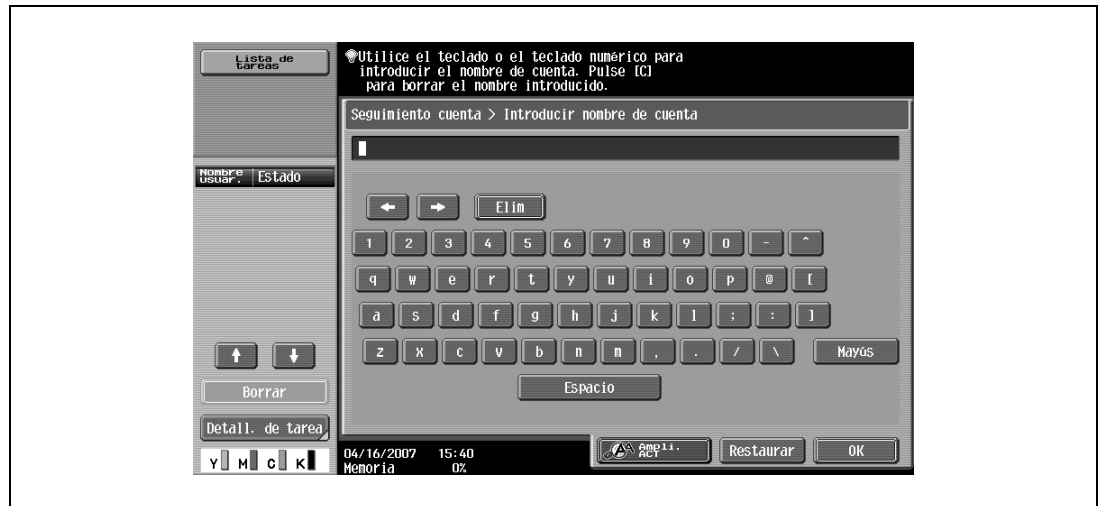 Lista de
tareas
Utilice el teclado o el teclado numérico para
introducir el nombre de cuenta. Pulse [C]
para borrar el nombre introducido.
Seguimiento cuenta > Introducir nombre de cuenta
Nombre
usuar. Estado
Elim
1 2 3 4 5 6 7 8 9 0 - ^
q w e r t y u i o p @ [
a s d f g h j k l ; : ]
z x c v b n m , . / \ Mayús
Espacio
Borrar
Detall. de tarea
Y M C K
04/16/2007 15:40
Memoria 0%
Ampli.
ACT
Restaurar
OK